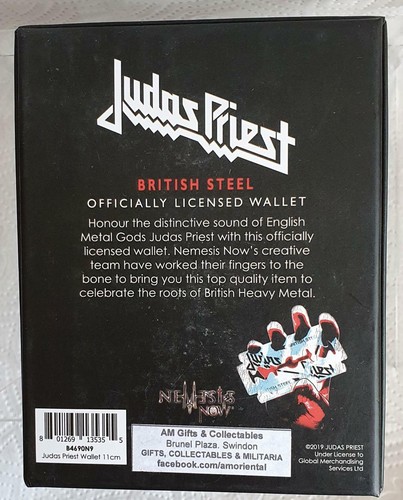 Judas Priest
BRITISH STEEL
OFFICIALLY LICENSED WALLET
Honour the distinctive sound of English
Metal Gods Judas Priest with this officially
licensed wallet. Nemesis Now's creative
team have worked their fingers to the
bone to bring you this top quality item to
celebrate the roots of British Heavy Metal.
Judas
Priest
NEMESIS
NOW
8 01269 13535 5
B4690N9
Judas Priest Wallet 11cm
AM Gifts & Collectables
Brunel Plaza. Swindon
GIFTS, COLLECTABLES & MILITARIA
facebook.com/amoriental
©2019 JUDAS PRIEST
Under License to
Global Merchandising
Services Ltd